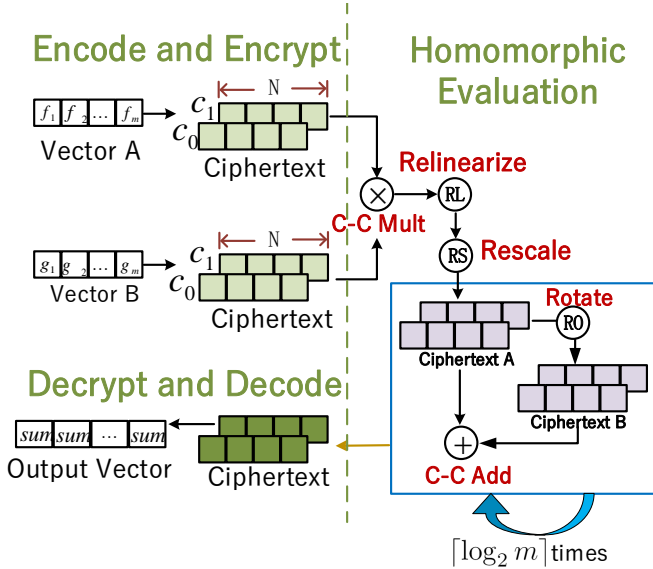 Encode and Encrypt
Homomorphic
Evaluation
N
f₁ f₂ ... fₘ
c₁
c₀
Vector A
Ciphertext
Relinearize
×
RL
C-C Mult
N
g₁ g₂ ... gₘ
c₁
c₀
Vector B
Ciphertext
RS
Rescale
Rotate
RO
Ciphertext A
Decrypt and Decode
Ciphertext B
sum sum ... sum
Output Vector
Ciphertext
+
C-C Add
⌈log₂ m⌉ times